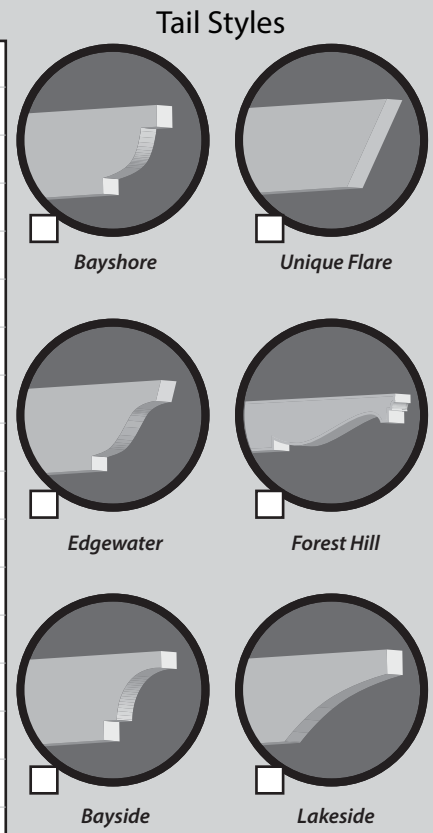 Tail Styles
Bayshore
Unique Flare
Edgewater
Forest Hill
Bayside
Lakeside